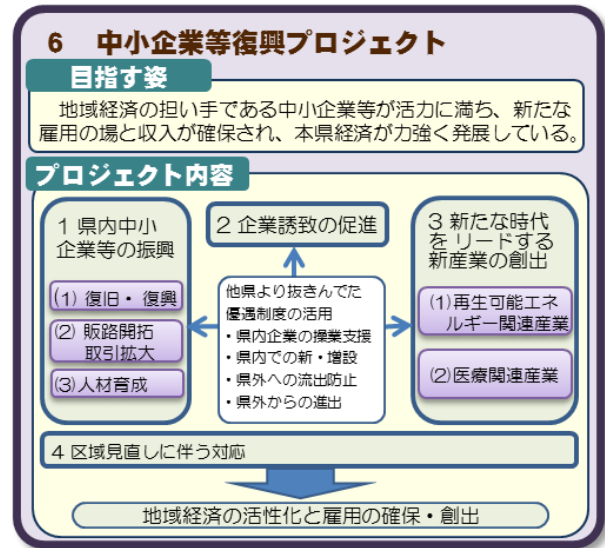 6 中小企業等復興プロジェクト
目指す姿
地域経済の担い手である中小企業等が活力に満ち、新たな
雇用の場と収入が確保され、本県経済が力強く発展している。
プロジェクト内容
1 県内中小
企業等の振興
(1) 復旧・復興
(2) 販路開拓
取引拡大
(3)人材育成
2 企業誘致の促進
他県より抜きんでた
優遇制度の活用
・県内企業の操業支援
・県内での新・増設
・県外への流出防止
・県外からの進出
3 新たな時代
を リードする
新産業の創出
(1)再生可能エネ
ルギー関連産業
(2)医療関連産業
4 区域見直しに伴う対応
地域経済の活性化と雇用の確保・創出